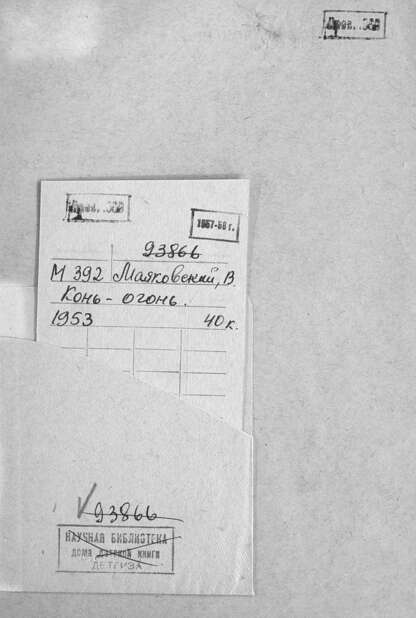 1957-58 г.
93866
М 392 Маяковский, В.
Конь - огонь.
1953 40 к.
93866
НАУЧНАЯ БИБЛИОТЕКА
ДОМА ДЕТСКОЙ КНИГИ
ДЕТГИЗА